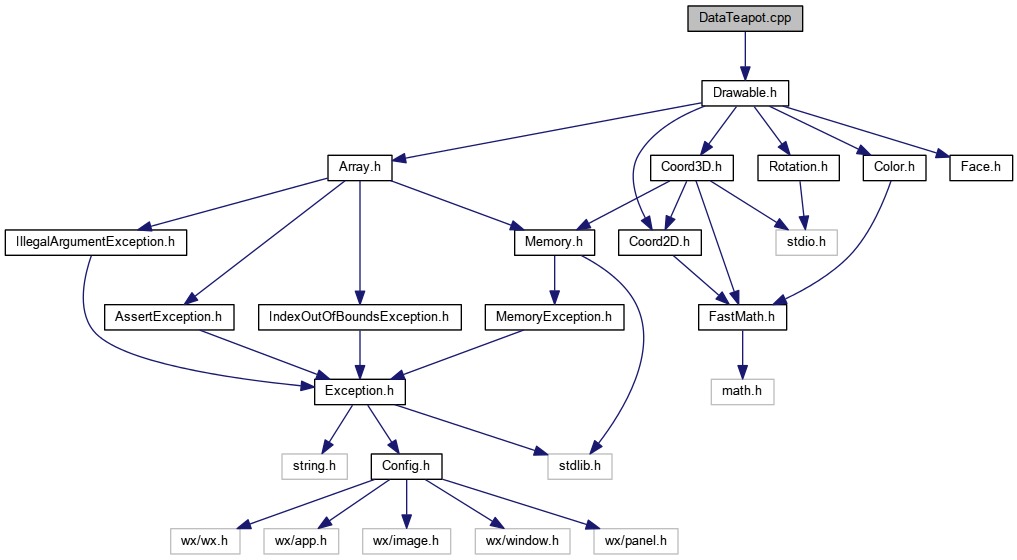 DataTeapot.cpp
Drawable.h
Array.h
Coord3D.h
Rotation.h
Color.h
Face.h
IllegalArgumentException.h
Memory.h
Coord2D.h
stdio.h
AssertException.h
IndexOutOfBoundsException.h
MemoryException.h
FastMath.h
Exception.h
math.h
string.h
Config.h
stdlib.h
wx/wx.h
wx/app.h
wx/image.h
wx/window.h
wx/panel.h